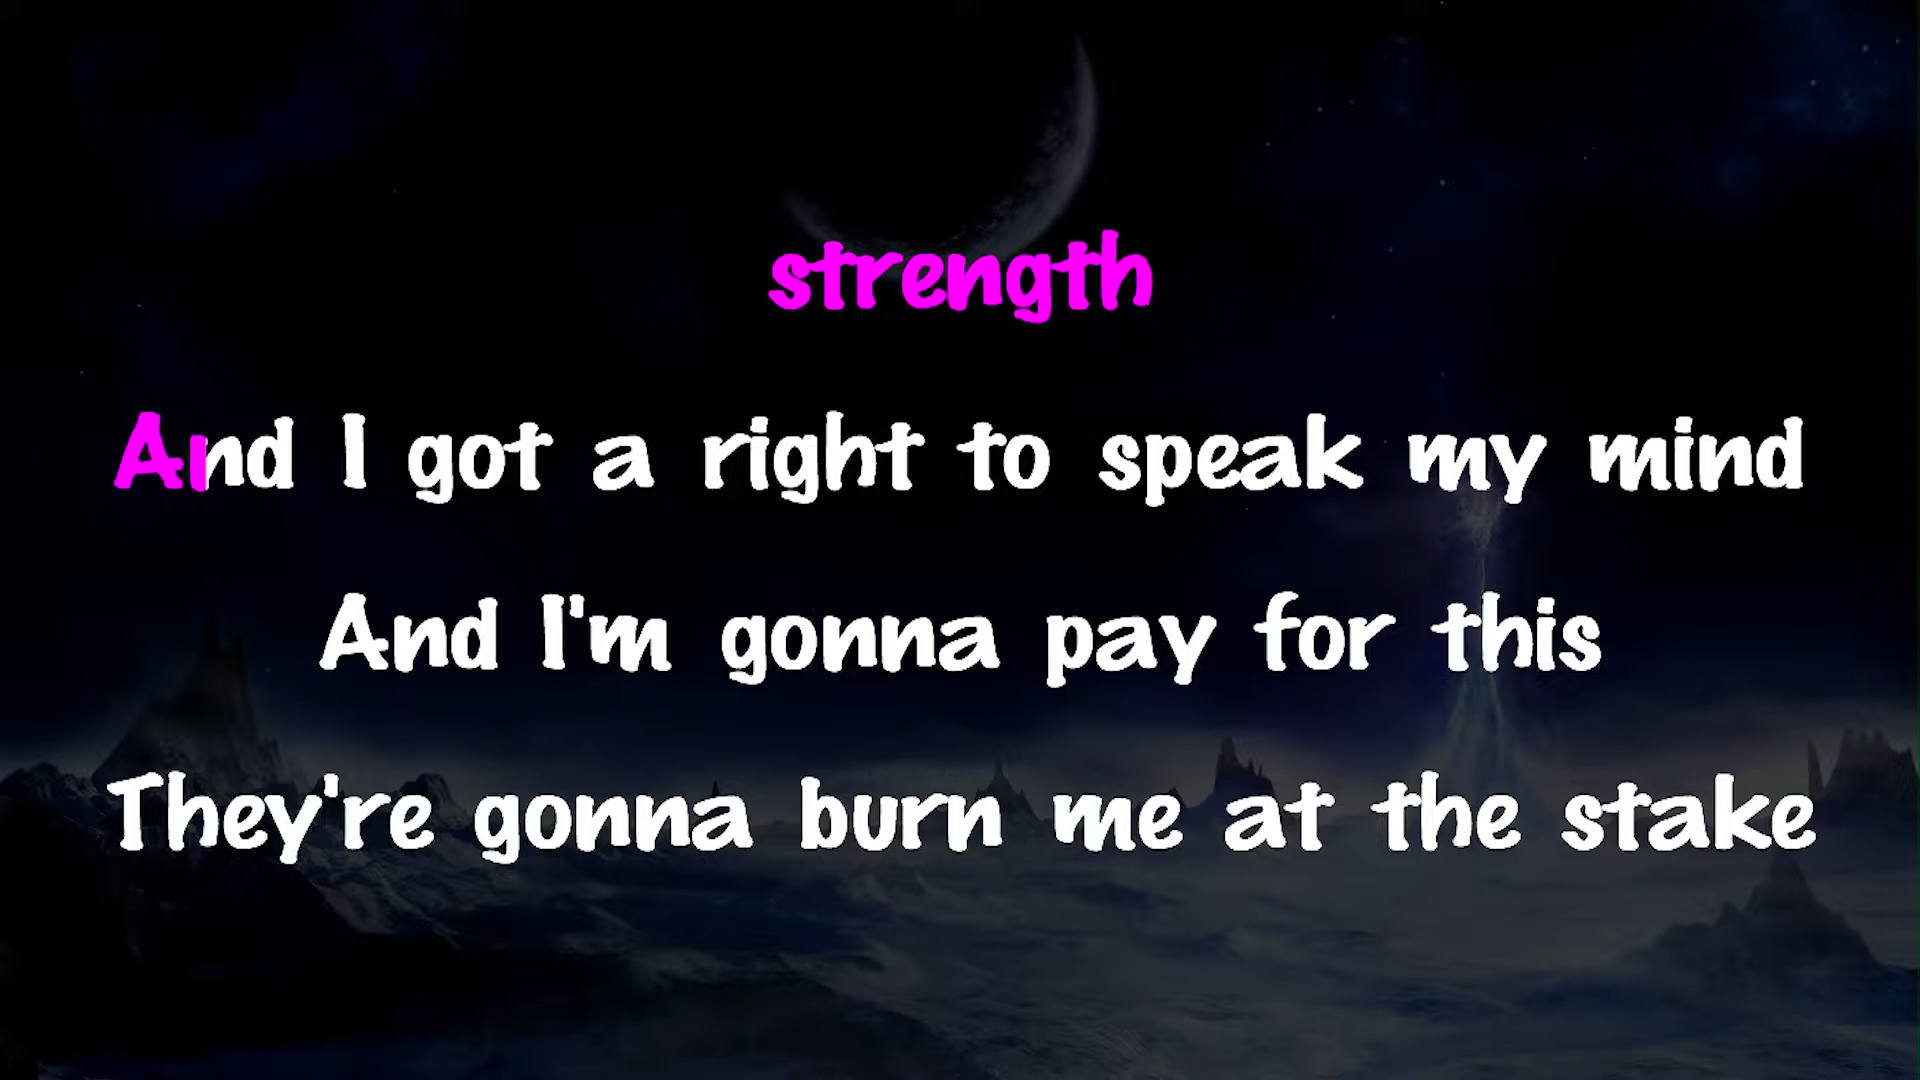 strength
And I got a right to speak my mind
And I'm gonna pay for this
They're gonna burn me at the stake